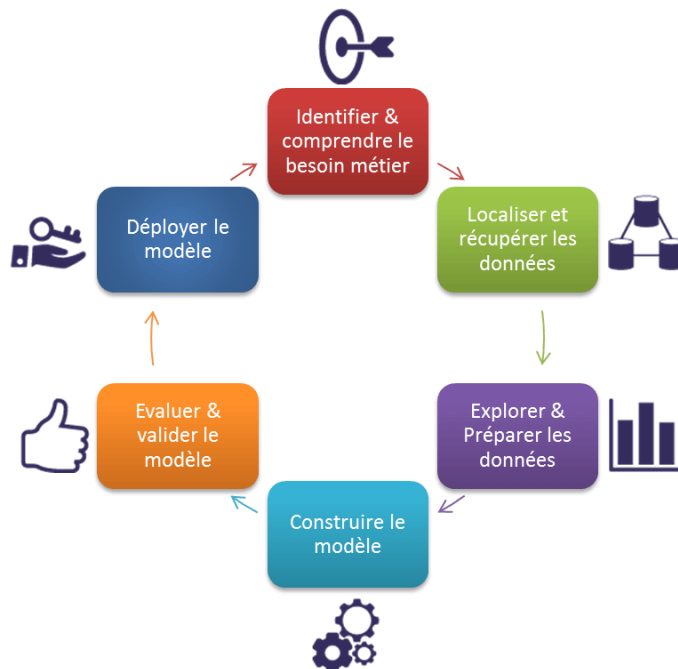 Identifier &
comprendre le
besoin métier
Localiser et
récupérer les
données
Explorer &
Préparer les
données
Construire le
modèle
Evaluer &
valider le
modèle
Déployer le
modèle